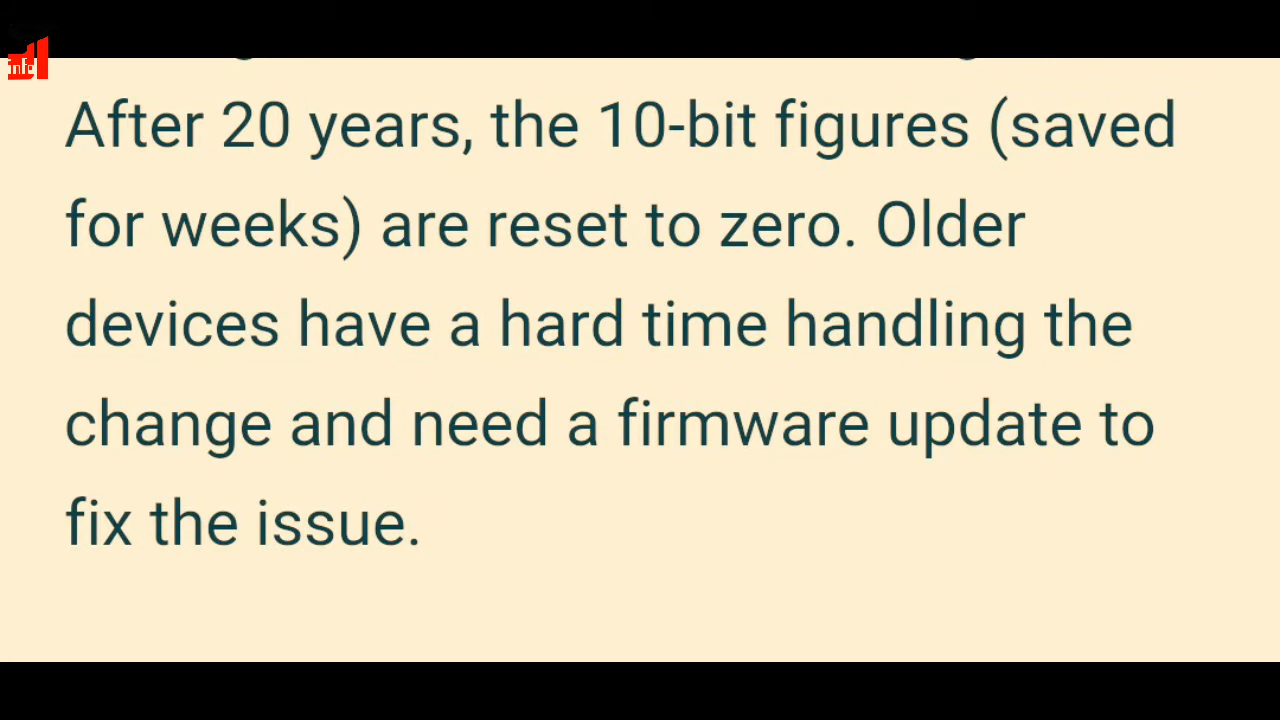 info
After 20 years, the 10-bit figures (saved
for weeks) are reset to zero. Older
devices have a hard time handling the
change and need a firmware update to
fix the issue.